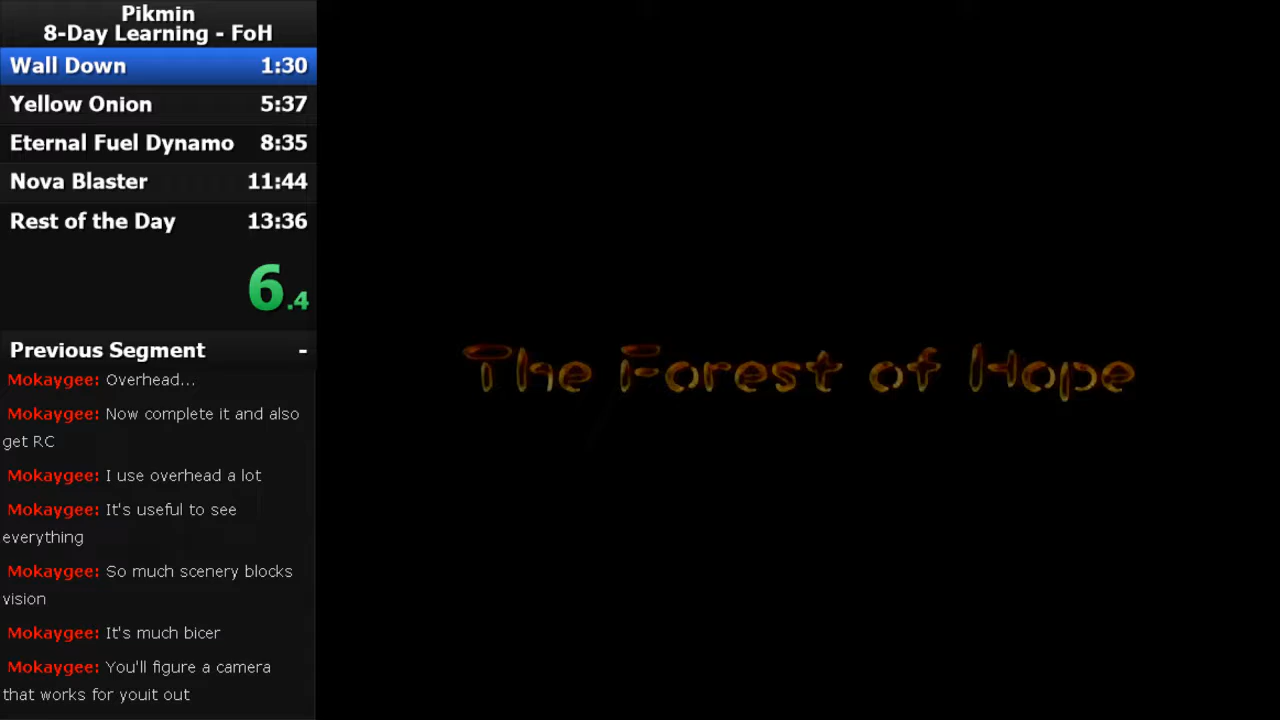 Pikmin
8-Day Learning - FoH
Wall Down 1:30
Yellow Onion 5:37
Eternal Fuel Dynamo 8:35
Nova Blaster 11:44
Rest of the Day 13:36
6.4
Previous Segment -
Mokaygee: Overhead...
Mokaygee: Now complete it and also
get RC
Mokaygee: I use overhead a lot
Mokaygee: It's useful to see
everything
Mokaygee: So much scenery blocks
vision
Mokaygee: It's much bicer
Mokaygee: You'll figure a camera
that works for youit out
The Forest of Hope